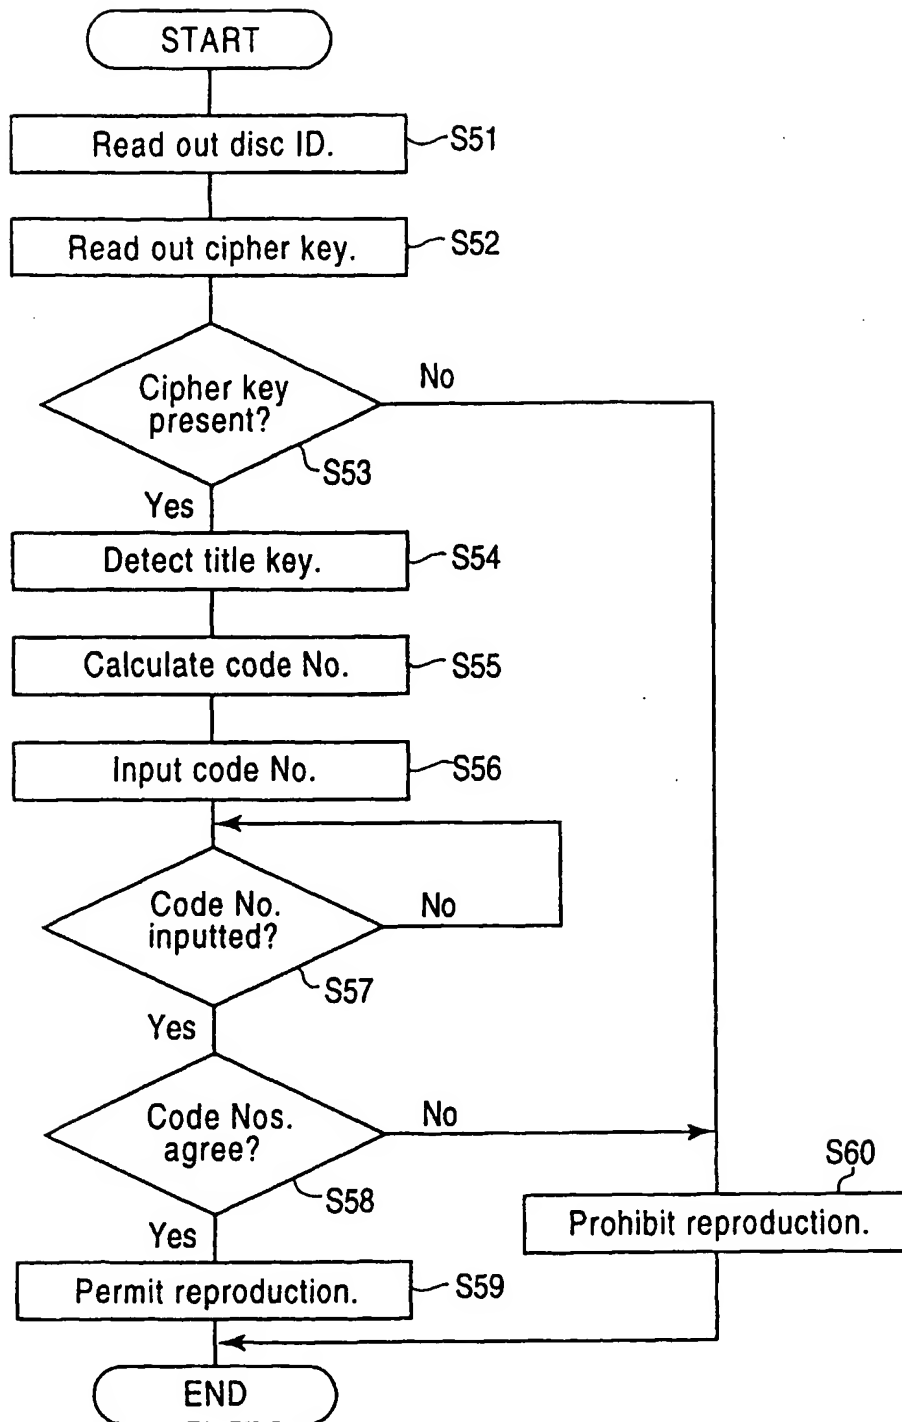 START
Read out disc ID.
S51
Read out cipher key.
S52
Cipher key
present?
No
S53
Yes
Detect title key.
S54
Calculate code No.
S55
Input code No.
S56
Code No.
inputted?
No
S57
Yes
Code Nos.
agree?
No
S58
S60
Yes
Prohibit reproduction.
Permit reproduction.
S59
END